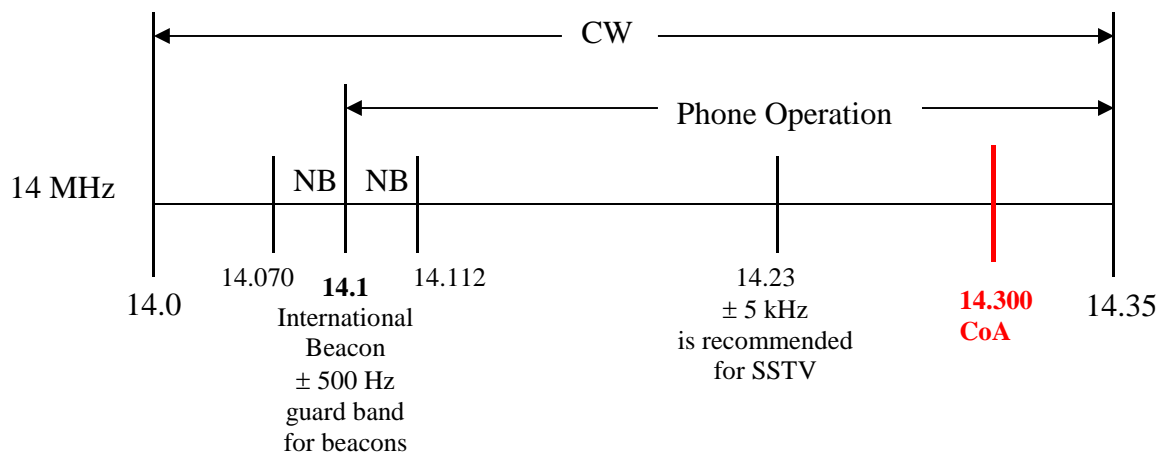 CW
Phone Operation
14 MHz
NB
NB
14.0
14.070
14.1
International
Beacon
± 500 Hz
guard band
for beacons
14.112
14.23
± 5 kHz
is recommended
for SSTV
14.300
CoA
14.35